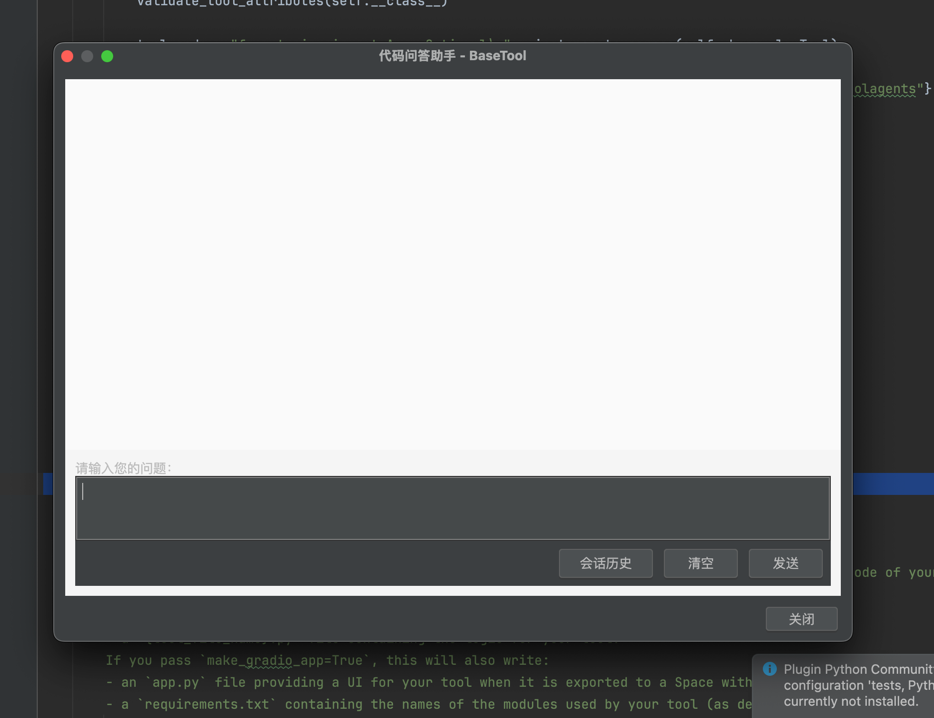 validate_tool_attributes(self.__class__)
代码问答助手 - BaseTool
olagents"}
请输入您的问题:
会话历史
清空
发送
ode of your
关闭
If you pass `make_gradio_app=True`, this will also write:
- an `app.py` file providing a UI for your tool when it is exported to a Space with
- a `requirements.txt` containing the names of the modules used by your tool (as de
Plugin Python Communit
configuration 'tests, Pyth
currently not installed.